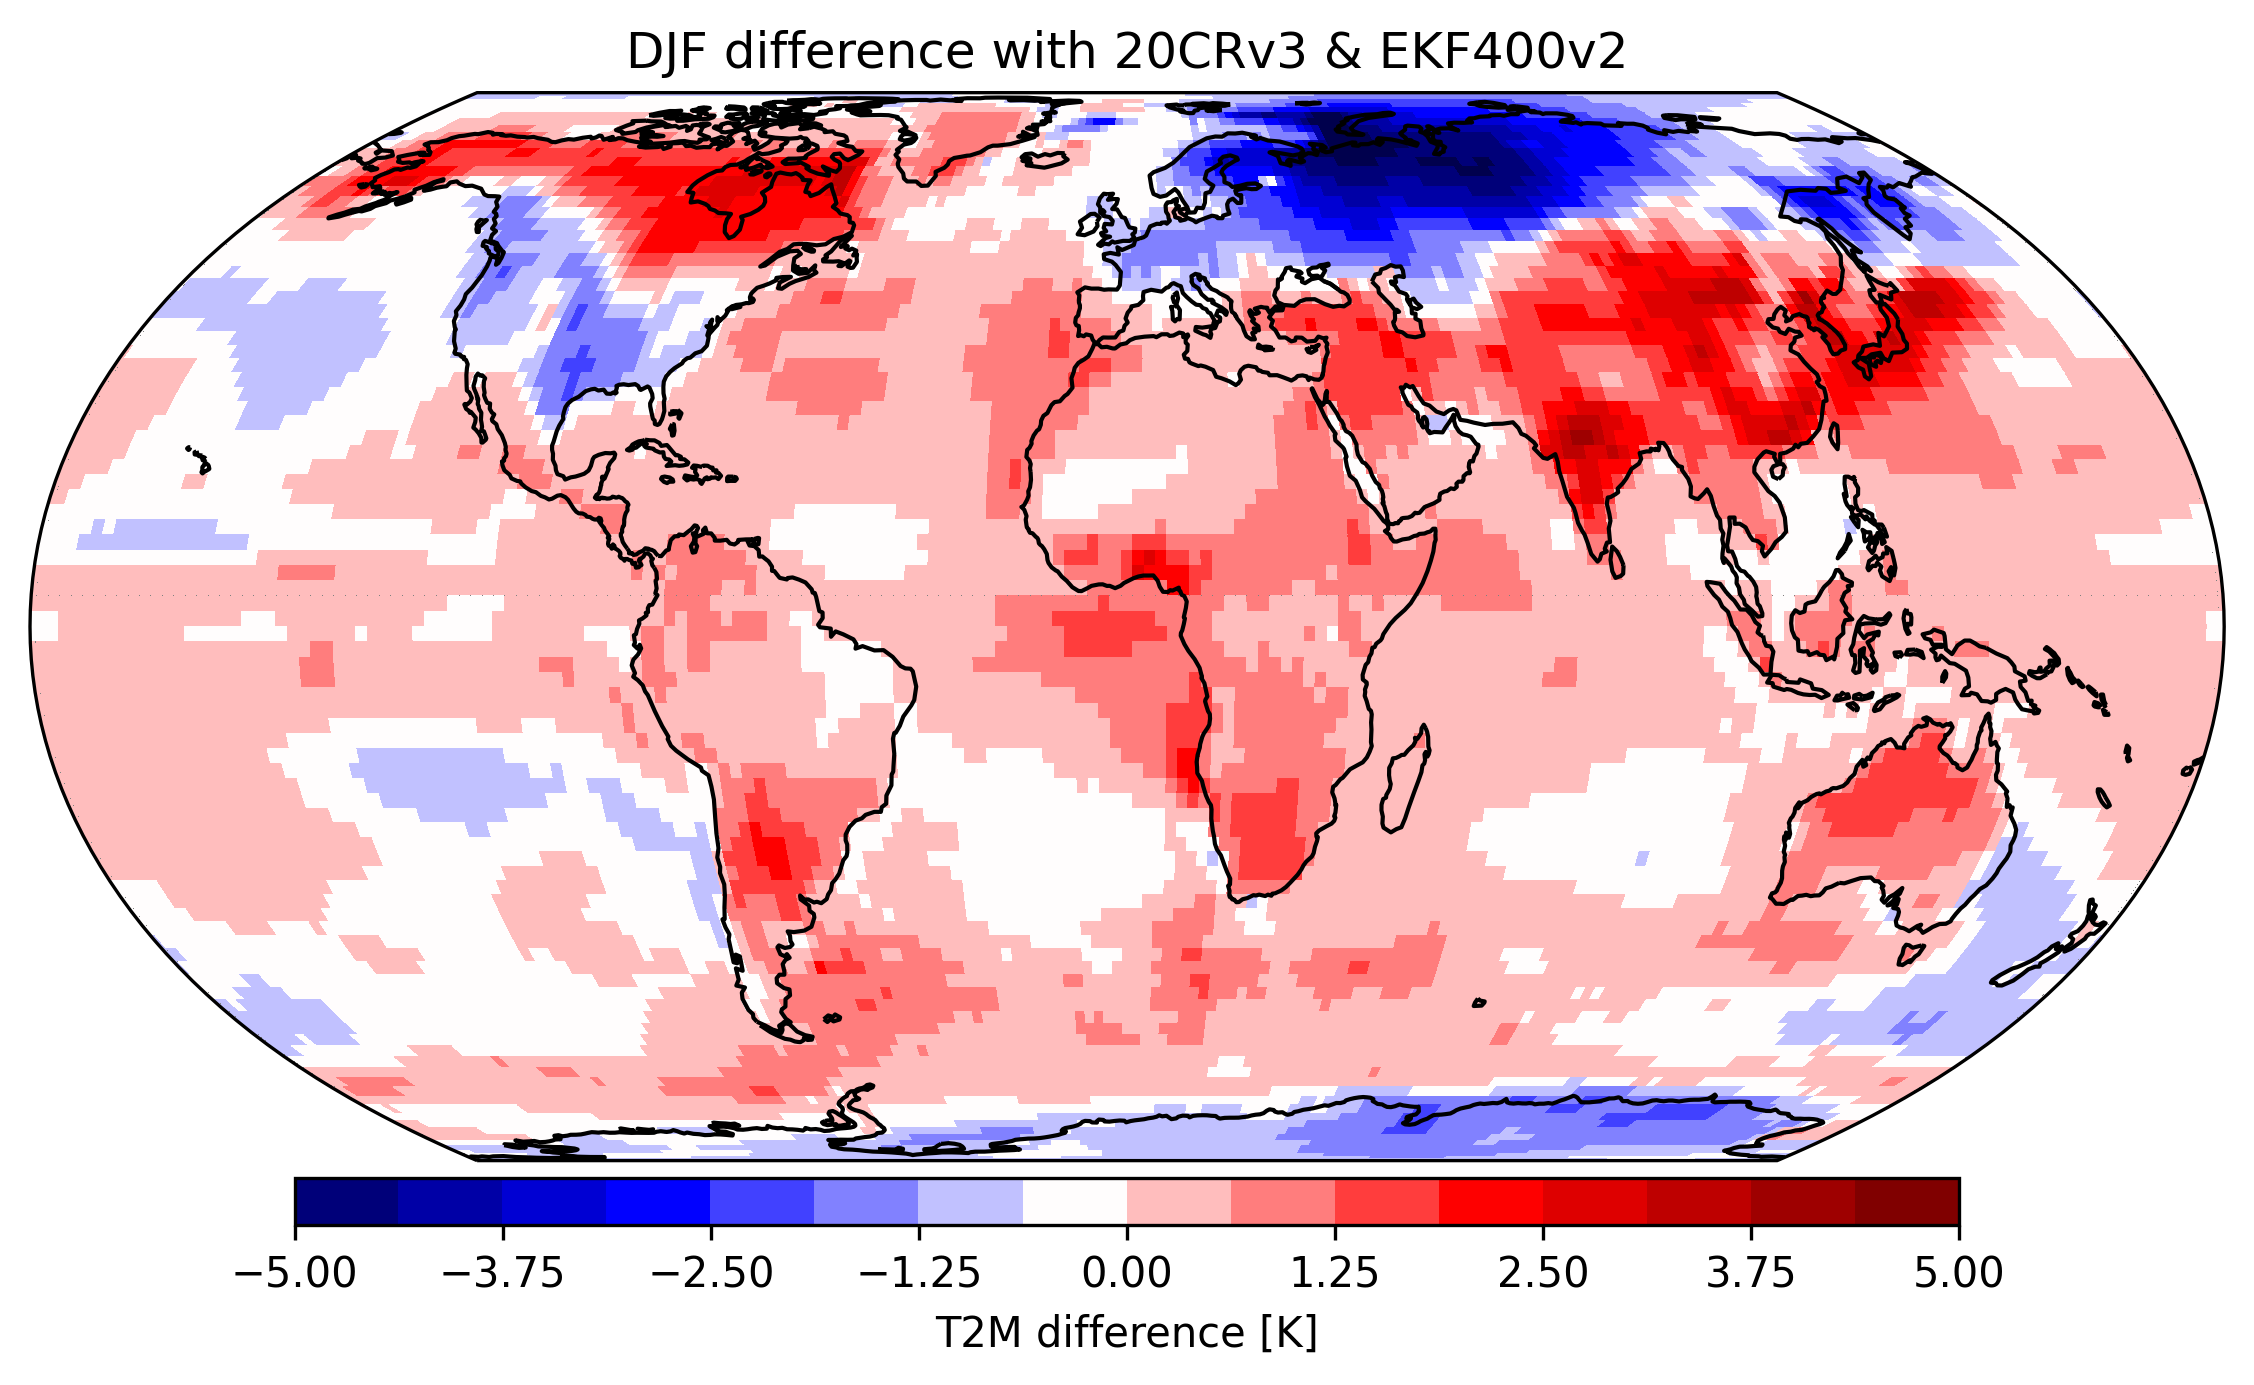 DJF difference with 20CRv3 & EKF400v2
−5.00 −3.75 −2.50 −1.25 0.00 1.25 2.50 3.75 5.00
T2M difference [K]